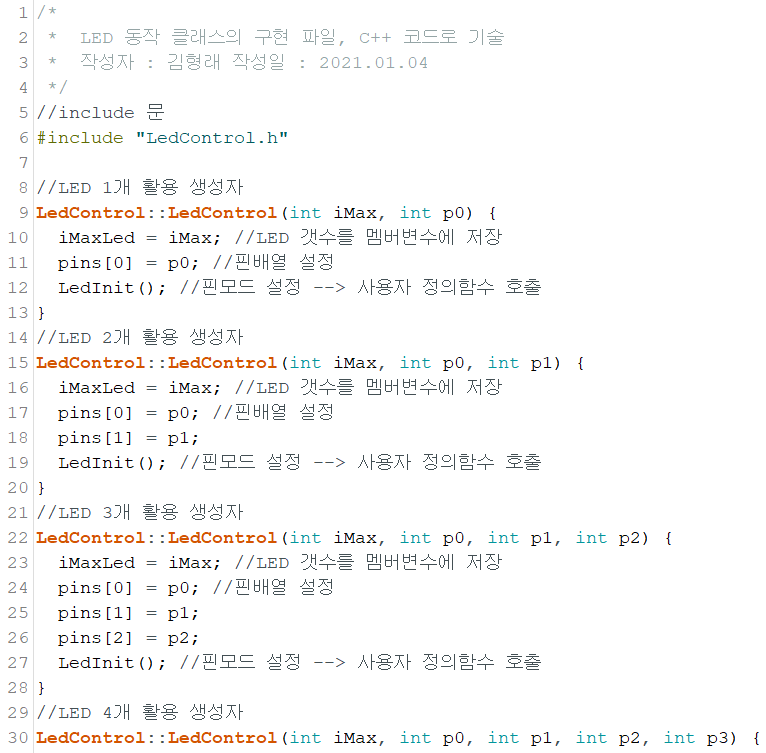 1 /*
2  *  LED 동작 클래스의 구현 파일, C++ 코드로 기술
3  *  작성자 : 김형래 작성일 : 2021.01.04
4  */
5 //include 문
6 #include "LedControl.h"
7
8 //LED 1개 활용 생성자
9 LedControl::LedControl(int iMax, int p0) {
10   iMaxLed = iMax; //LED 갯수를 멤버변수에 저장
11   pins[0] = p0; //핀배열 설정
12   LedInit(); //핀모드 설정 --> 사용자 정의함수 호출
13 }
14 //LED 2개 활용 생성자
15 LedControl::LedControl(int iMax, int p0, int p1) {
16   iMaxLed = iMax; //LED 갯수를 멤버변수에 저장
17   pins[0] = p0; //핀배열 설정
18   pins[1] = p1;
19   LedInit(); //핀모드 설정 --> 사용자 정의함수 호출
20 }
21 //LED 3개 활용 생성자
22 LedControl::LedControl(int iMax, int p0, int p1, int p2) {
23   iMaxLed = iMax; //LED 갯수를 멤버변수에 저장
24   pins[0] = p0; //핀배열 설정
25   pins[1] = p1;
26   pins[2] = p2;
27   LedInit(); //핀모드 설정 --> 사용자 정의함수 호출
28 }
29 //LED 4개 활용 생성자
30 LedControl::LedControl(int iMax, int p0, int p1, int p2, int p3) {